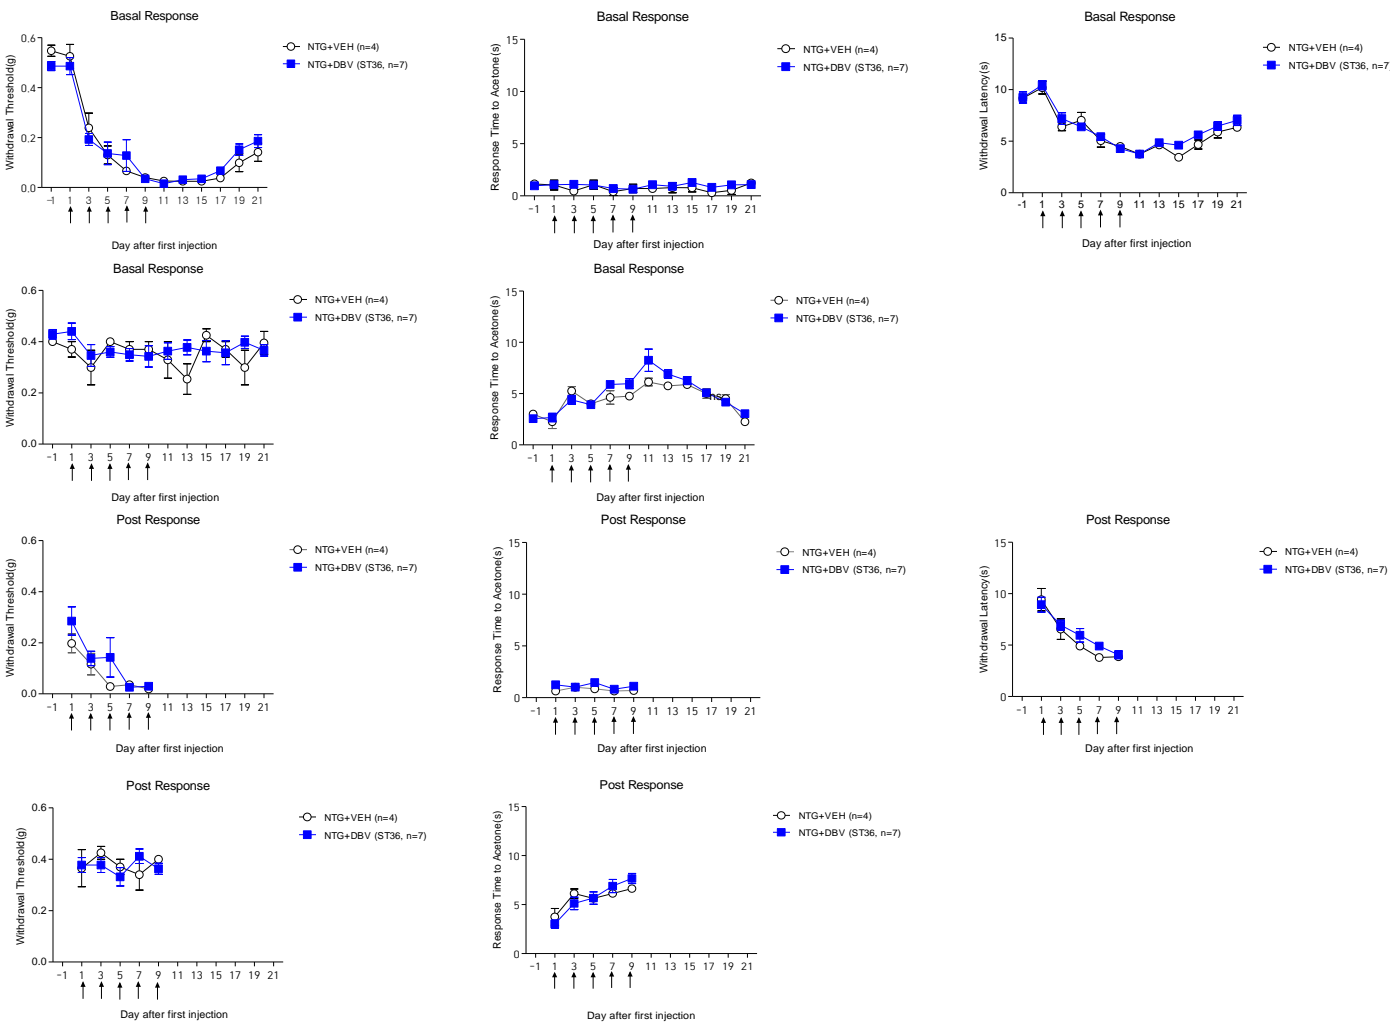 Basal Response
Withdrawal Threshold(g)
0.6
0.4
0.2
0.0
-1 1 3 5 7 9 11 13 15 17 19 21
Day after first injection
NTG+VEH (n=4)
NTG+DBV (ST36, n=7)
Basal Response
Response Time to Acetone(s)
15
10
5
0
-1 1 3 5 7 9 11 13 15 17 19 21
Day after first injection
NTG+VEH (n=4)
NTG+DBV (ST36, n=7)
Basal Response
Withdrawal Latency(s)
15
10
5
0
-1 1 3 5 7 9 11 13 15 17 19 21
Day after first injection
NTG+VEH (n=4)
NTG+DBV (ST36, n=7
Basal Response
Withdrawal Threshold(g)
0.6
0.4
0.2
0.0
-1 1 3 5 7 9 11 13 15 17 19 21
Day after first injection
NTG+VEH (n=4)
NTG+DBV (ST36, n=7)
Basal Response
Response Time to Acetone(s)
15
10
5
0
-1 1 3 5 7 9 11 13 15 17 19 21
Day after first injection
NTG+VEH (n=4)
NTG+DBV (ST36, n=7)
Post Response
Withdrawal Threshold(g)
0.6
0.4
0.2
0.0
-1 1 3 5 7 9 11 13 15 17 19 21
Day after first injection
NTG+VEH (n=4)
NTG+DBV (ST36, n=7)
Post Response
Response Time to Acetone(s)
15
10
5
0
-1 1 3 5 7 9 11 13 15 17 19 21
Day after first injection
NTG+VEH (n=4)
NTG+DBV (ST36, n=7)
Post Response
Withdrawal Latency(s)
15
10
5
0
-1 1 3 5 7 9 11 13 15 17 19 21
Day after first injection
NTG+VEH (n=4)
NTG+DBV (ST36, n=7)
Post Response
Withdrawal Threshold(g)
0.6
0.4
0.2
0.0
-1 1 3 5 7 9 11 13 15 17 19 21
Day after first injection
NTG+VEH (n=4)
NTG+DBV (ST36, n=7)
Post Response
Response Time to Acetone(s)
15
10
5
0
-1 1 3 5 7 9 11 13 15 17 19 21
Day after first injection
NTG+VEH (n=4)
NTG+DBV (ST36, n=7)